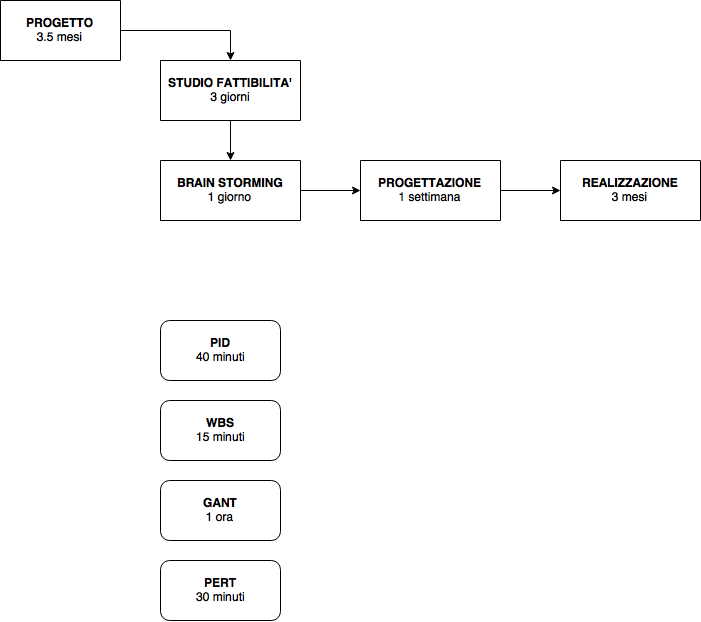 PROGETTO
3.5 mesi
STUDIO FATTIBILITA'
3 giorni
BRAIN STORMING
1 giorno
PROGETTAZIONE
1 settimana
REALIZZAZIONE
3 mesi
PID
40 minuti
WBS
15 minuti
GANT
1 ora
PERT
30 minuti